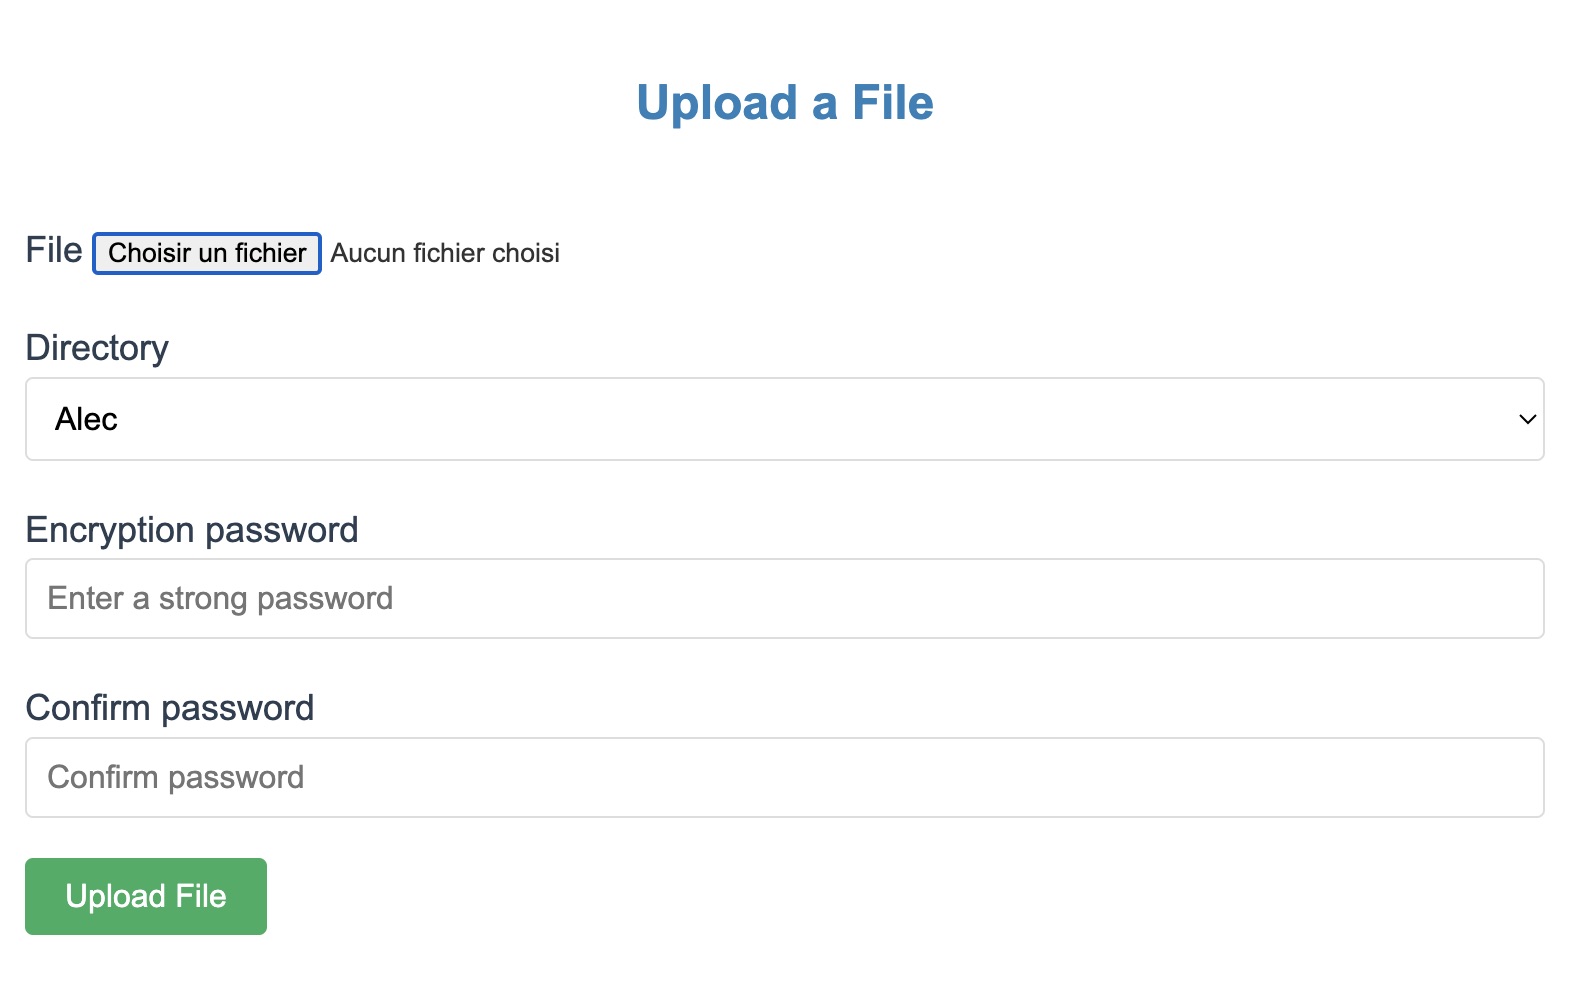 Upload a File
File Choisir un fichier Aucun fichier choisi
Directory
Alec
Encryption password
Enter a strong password
Confirm password
Confirm password
Upload File